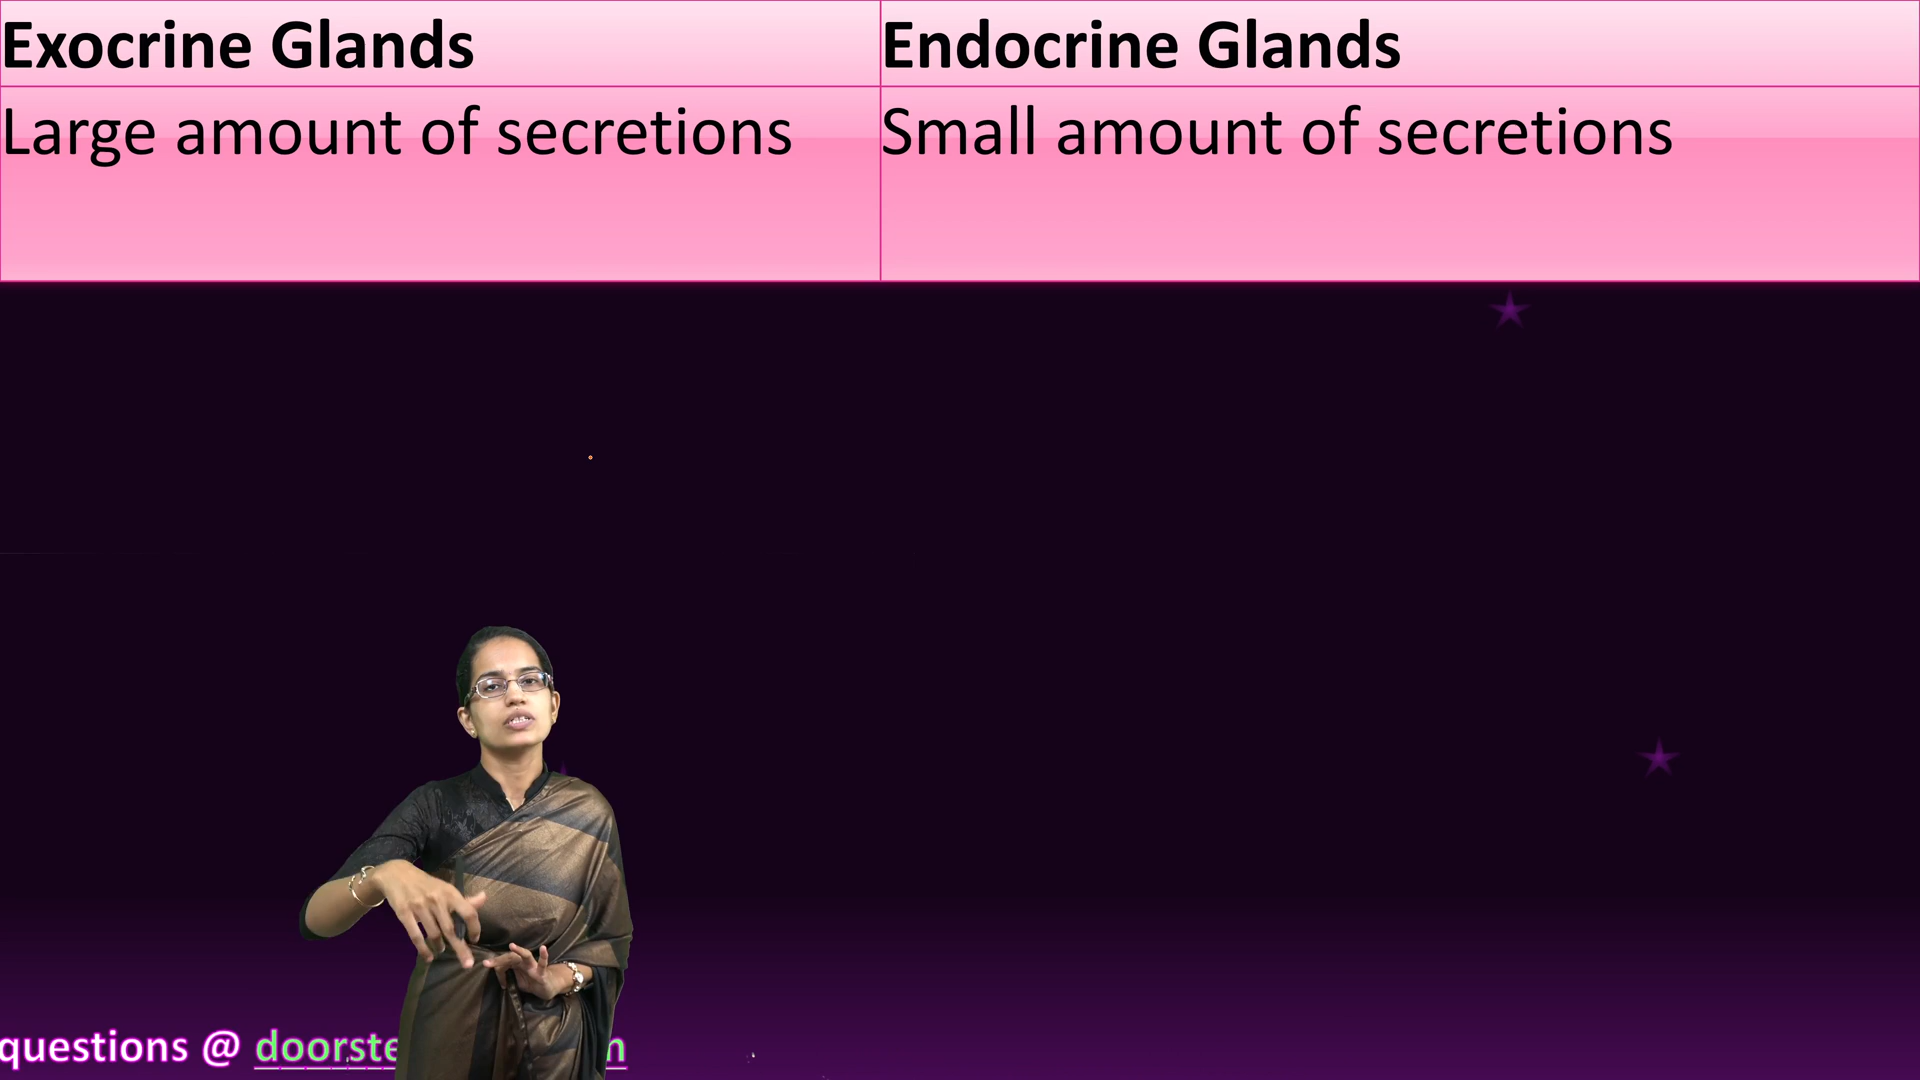 Exocrine Glands
Endocrine Glands
Large amount of secretions
Small amount of secretions
questions @